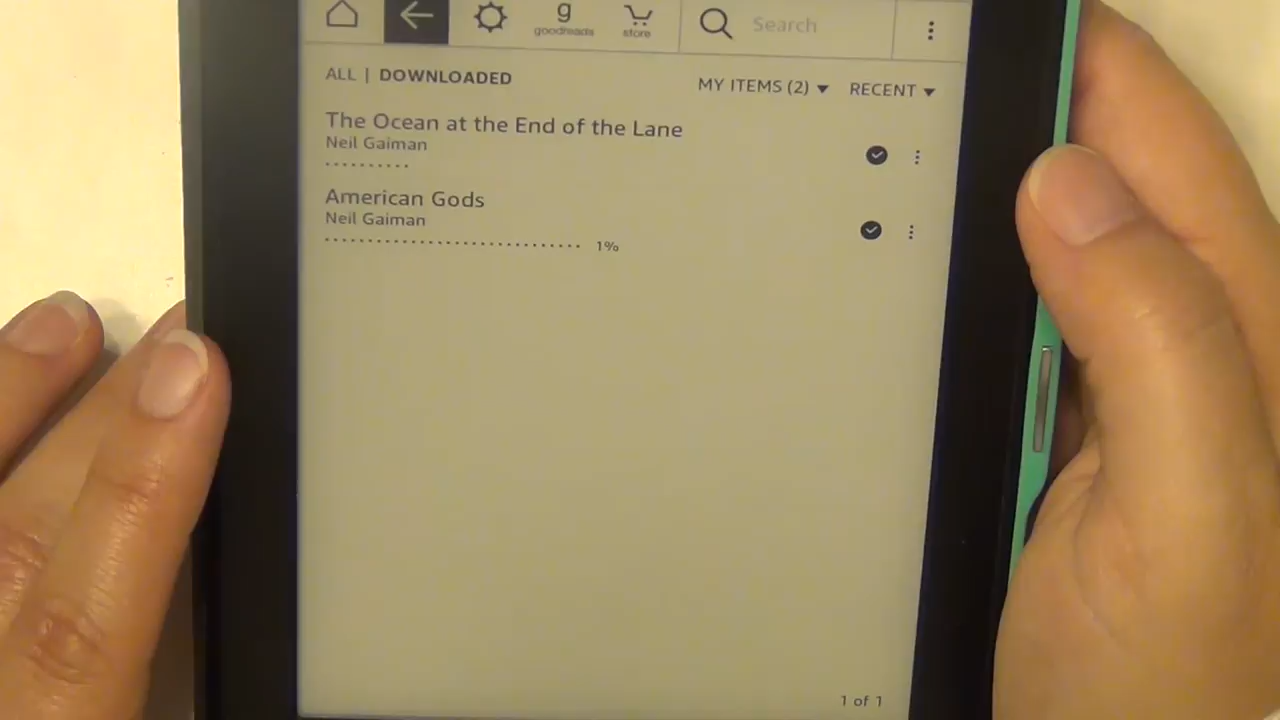 g
goodreads
store
Search
ALL | DOWNLOADED
MY ITEMS (2) RECENT
The Ocean at the End of the Lane
Neil Gaiman
American Gods
Neil Gaiman
1%
1 of 1